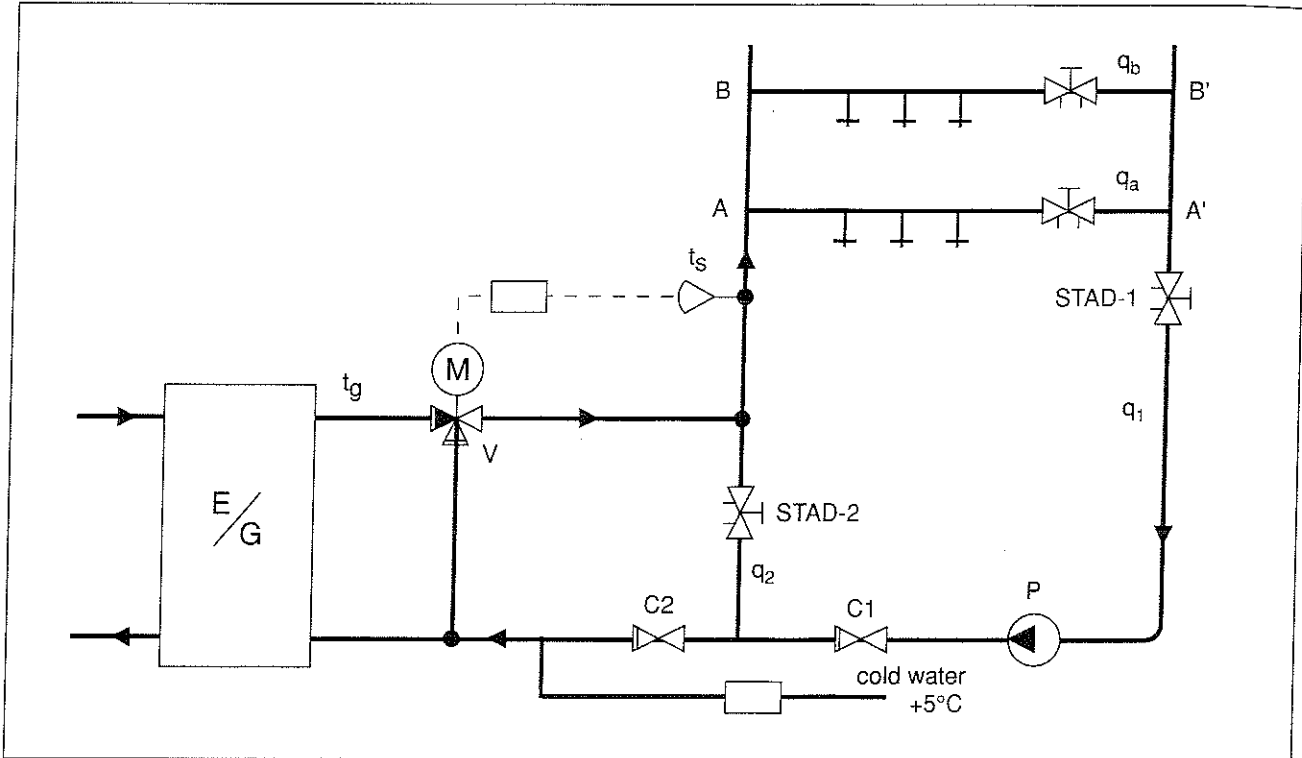 B
q_b
B'
A
q_a
A'
t_s
STAD-1
M
t_g
V
q_1
E/G
STAD-2
q_2
C2
C1
P
cold water
+5°C